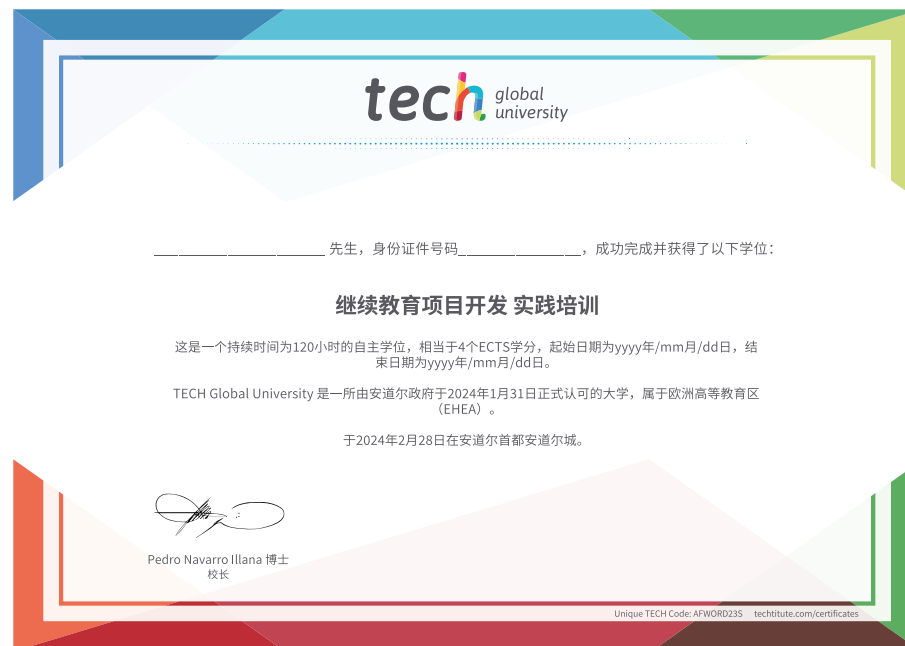 tech global
university
_____________________ 先生，身份证件号码_______________，成功完成并获得了以下学位：
继续教育项目开发 实践培训
这是一个持续时间为120小时的自主学位，相当于4个ECTS学分，起始日期为yyyy年/mm月/dd日，结
束日期为yyyy年/mm月/dd日。
TECH Global University 是一所由安道尔政府于2024年1月31日正式认可的大学，属于欧洲高等教育区
（EHEA）。
于2024年2月28日在安道尔首都安道尔城。
Pedro Navarro Illana 博士
校长
Unique TECH Code: AFWORD23S techtitute.com/certificates